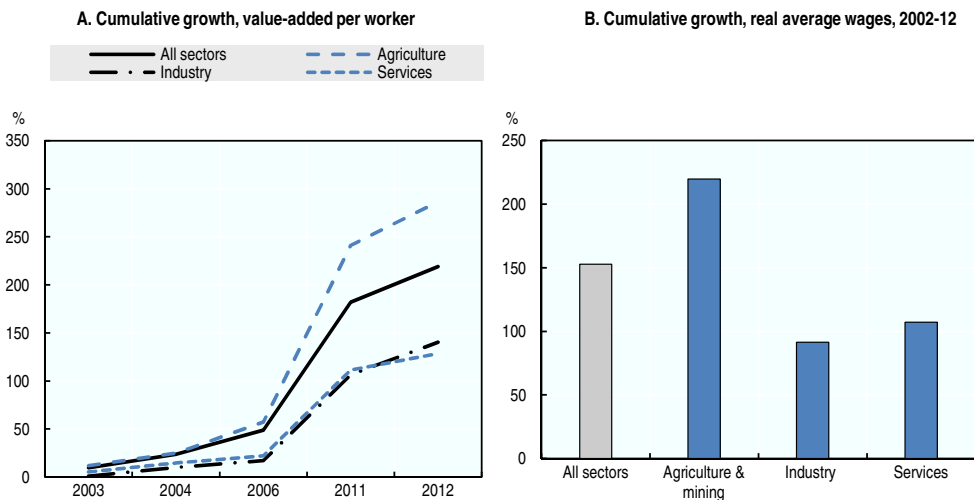 A. Cumulative growth, value-added per worker
All sectors
Agriculture
Industry
Services
%
350
300
250
200
150
100
50
0
2003
2004
2006
2011
2012
B. Cumulative growth, real average wages, 2002-12
%
250
200
150
100
50
0
All sectors
Agriculture &
mining
Industry
Services